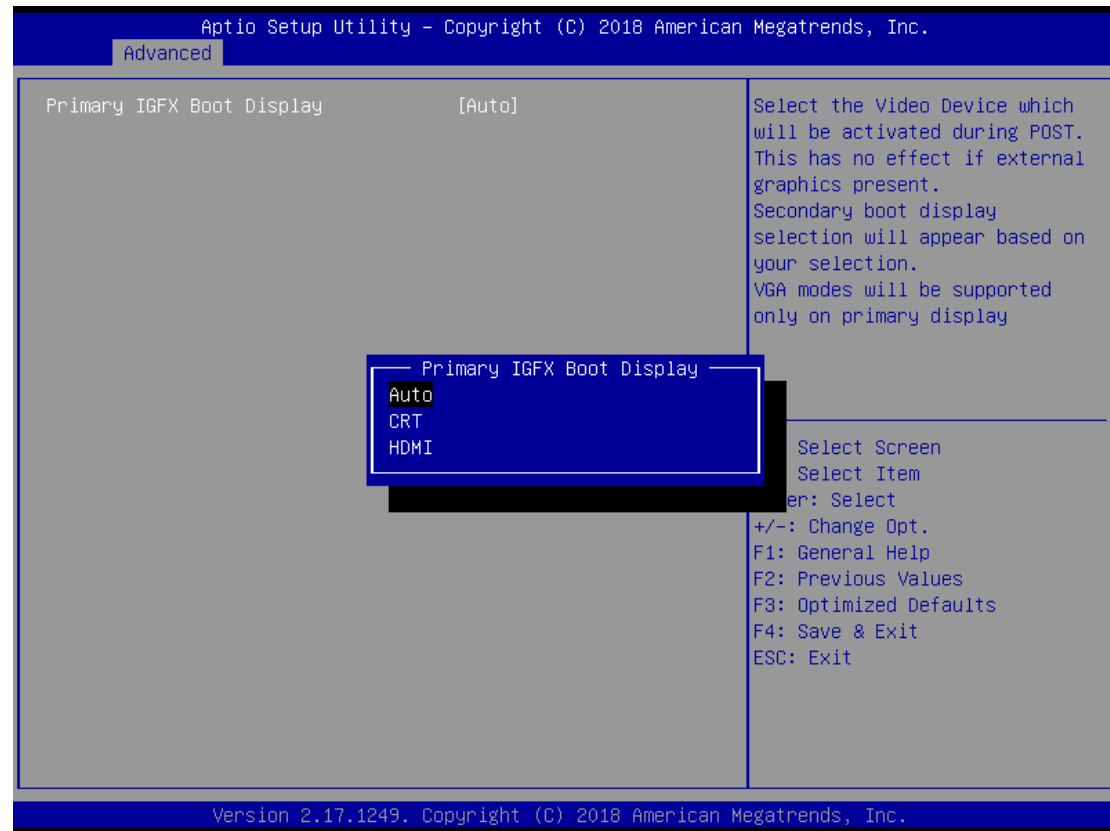 Aptio Setup Utility – Copyright (C) 2018 American Megatrends, Inc.
Advanced
Primary IGFX Boot Display [Auto]
Select the Video Device which
will be activated during POST.
This has no effect if external
graphics present.
Secondary boot display
selection will appear based on
your selection.
VGA modes will be supported
only on primary display
Primary IGFX Boot Display
Auto
CRT
HDMI
Select Screen
Select Item
er: Select
+/-: Change Opt.
F1: General Help
F2: Previous Values
F3: Optimized Defaults
F4: Save & Exit
ESC: Exit
Version 2.17.1249. Copyright (C) 2018 American Megatrends, Inc.